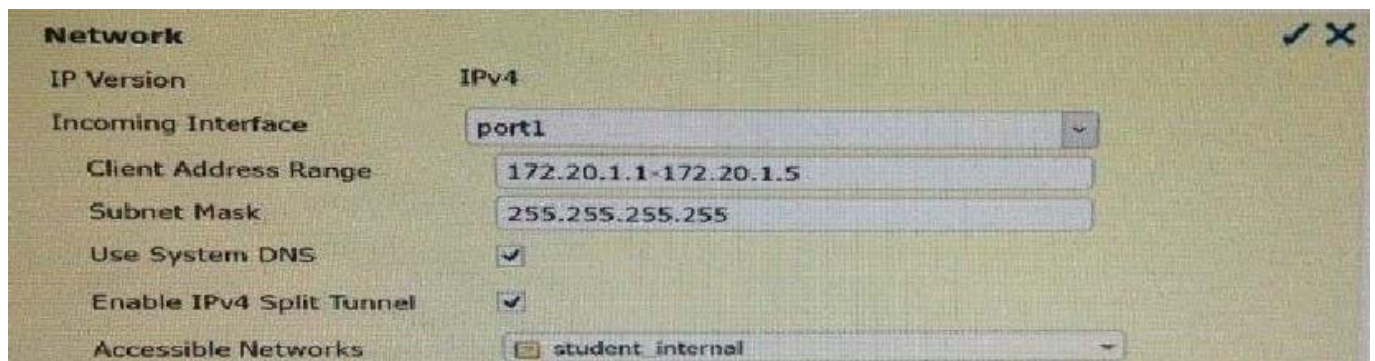 Network
IP Version IPv4
Incoming Interface port1
Client Address Range 172.20.1.1-172.20.1.5
Subnet Mask 255.255.255.255
Use System DNS
Enable IPv4 Split Tunnel
Accessible Networks student_internal